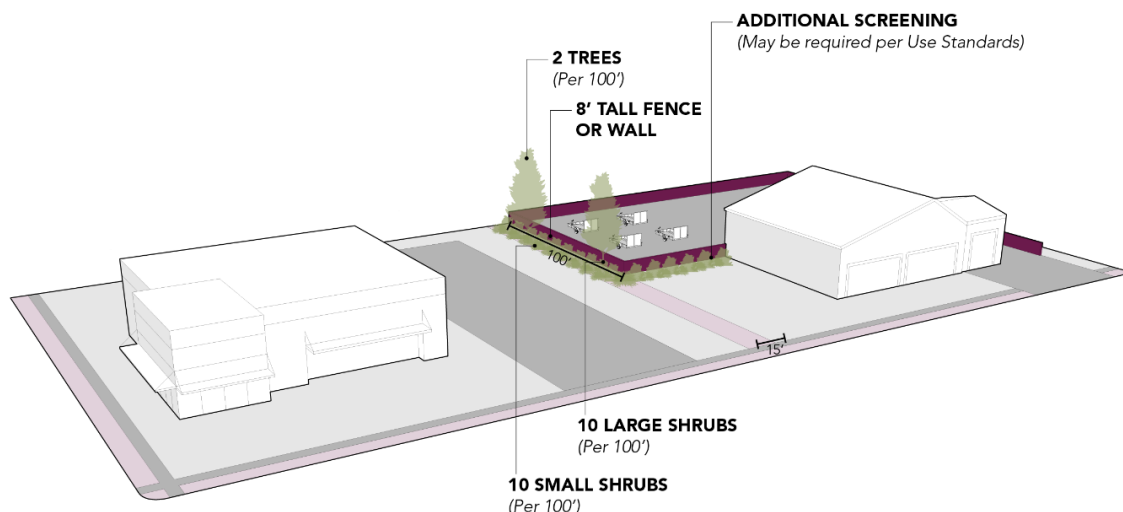 ADDITIONAL SCREENING
(May be required per Use Standards)
2 TREES
(Per 100’)
8’ TALL FENCE
OR WALL
100’
15’
10 LARGE SHRUBS
(Per 100’)
10 SMALL SHRUBS
(Per 100’)